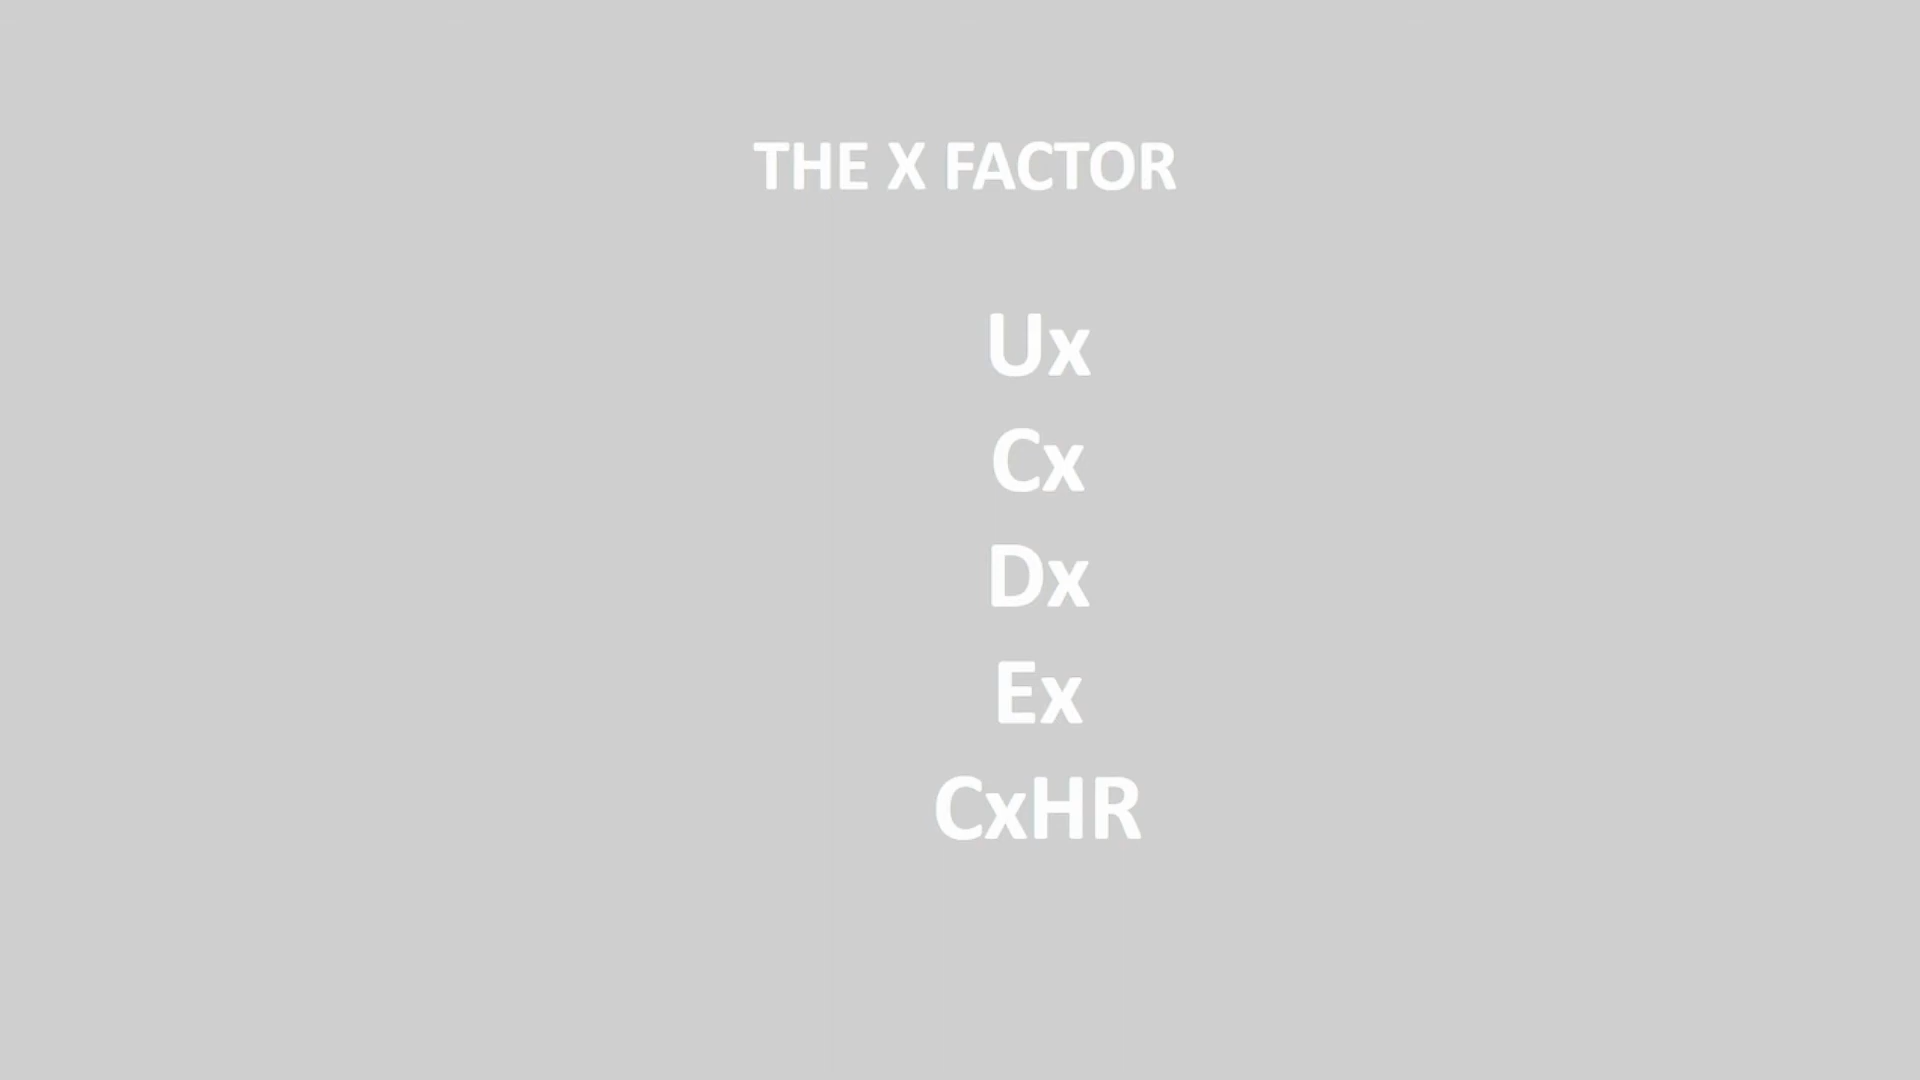 THE X FACTOR
Ux
Cx
Dx
Ex
CxHR